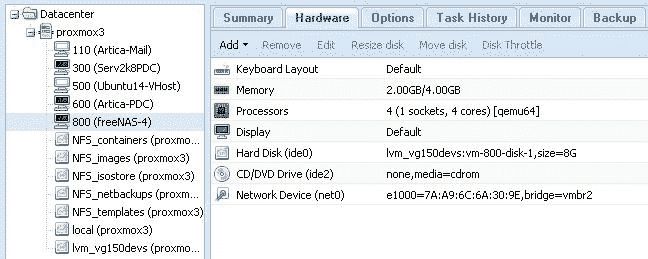 Datacenter
proxmox3
110 (Artica-Mail)
300 (Serv2k8PDC)
500 (Ubuntu14-VHost)
600 (Artica-PDC)
800 (freeNAS-4)
NFS_containers (proxmo...
NFS_images (proxmox3)
NFS_isostore (proxmox3)
NFS_netbackups (proxmo...
NFS_templates (proxmox3)
local (proxmox3)
lvm_vg150devs (proxmo...
Summary Hardware Options Task History Monitor Backup
Add Remove Edit Resize disk Move disk Disk Throttle
Keyboard Layout Default
Memory 2.00GB/4.00GB
Processors 4 (1 sockets, 4 cores) [qemu64]
Display Default
Hard Disk (ide0) lvm_vg150devs:vm-800-disk-1,size=8G
CD/DVD Drive (ide2) none,media=cdrom
Network Device (net0) e1000=7A:A9:6C:6A:30:9E,bridge=vmbr2